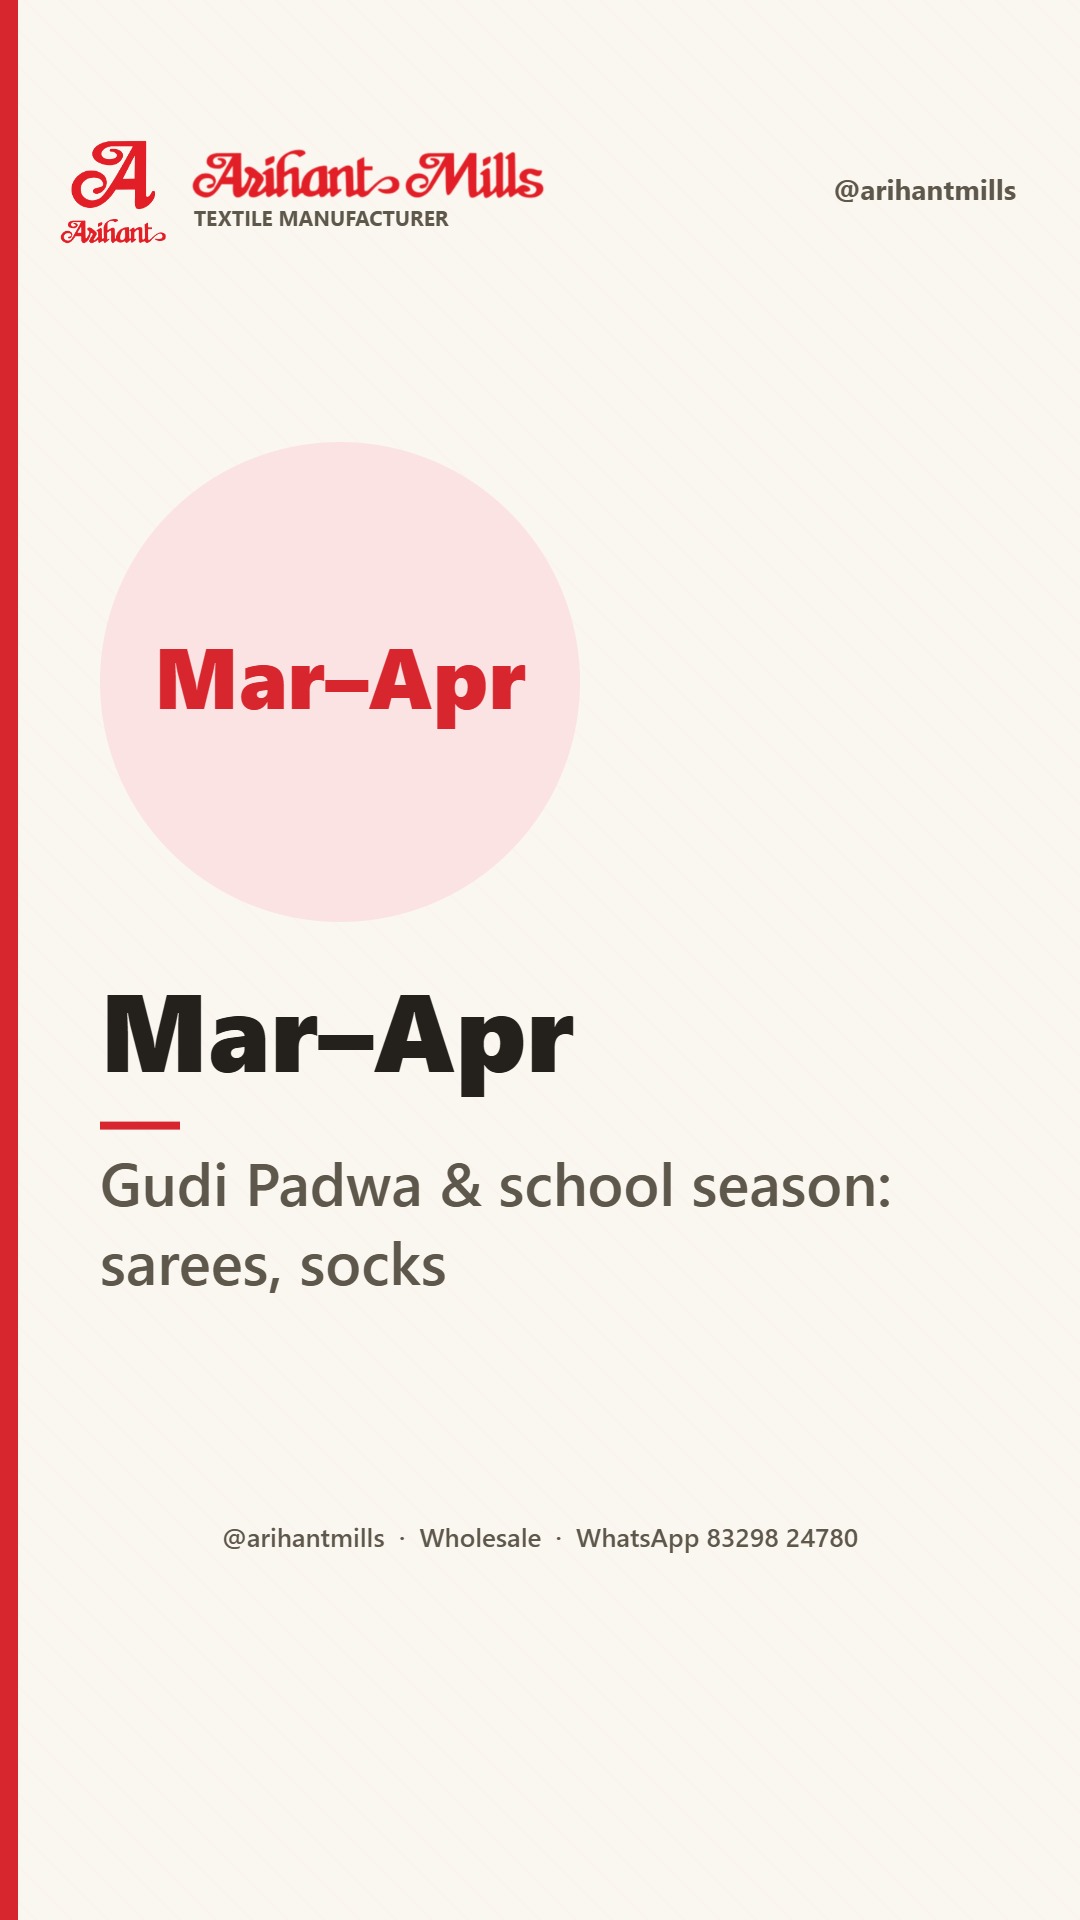 A
Arihant
Arihant Mills
TEXTILE MANUFACTURER
@arihantmills
Mar–Apr
Mar–Apr
Gudi Padwa & school season:
sarees, socks
@arihantmills · Wholesale · WhatsApp 83298 24780